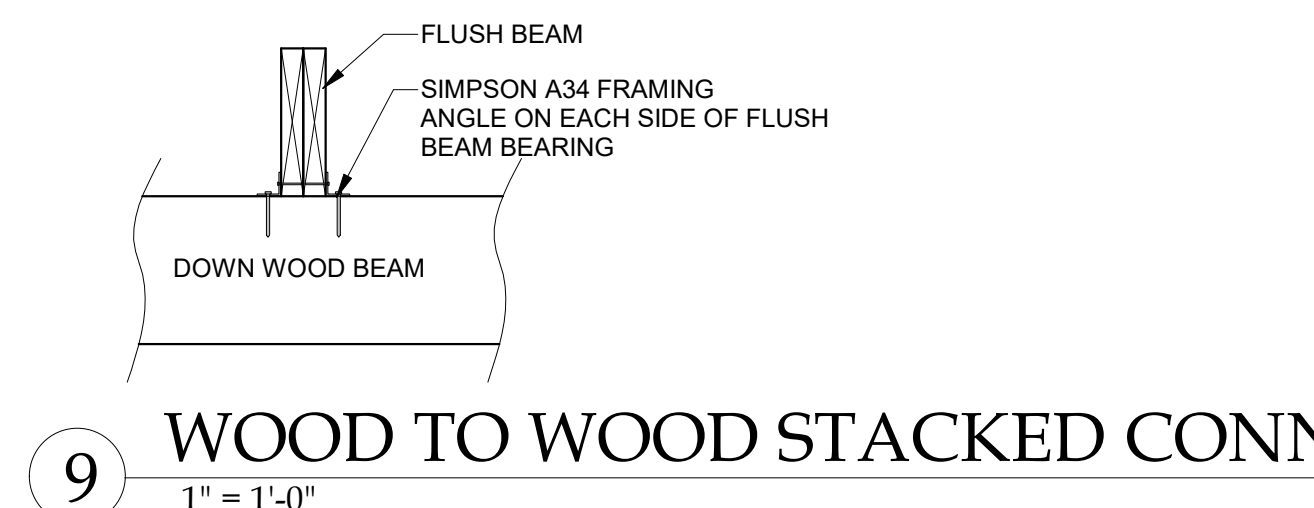 FLUSH BEAM
SIMPSON A34 FRAMING
ANGLE ON EACH SIDE OF FLUSH
BEAM BEARING
DOWN WOOD BEAM
9
WOOD TO WOOD STACKED CONN
1" = 1'-0"